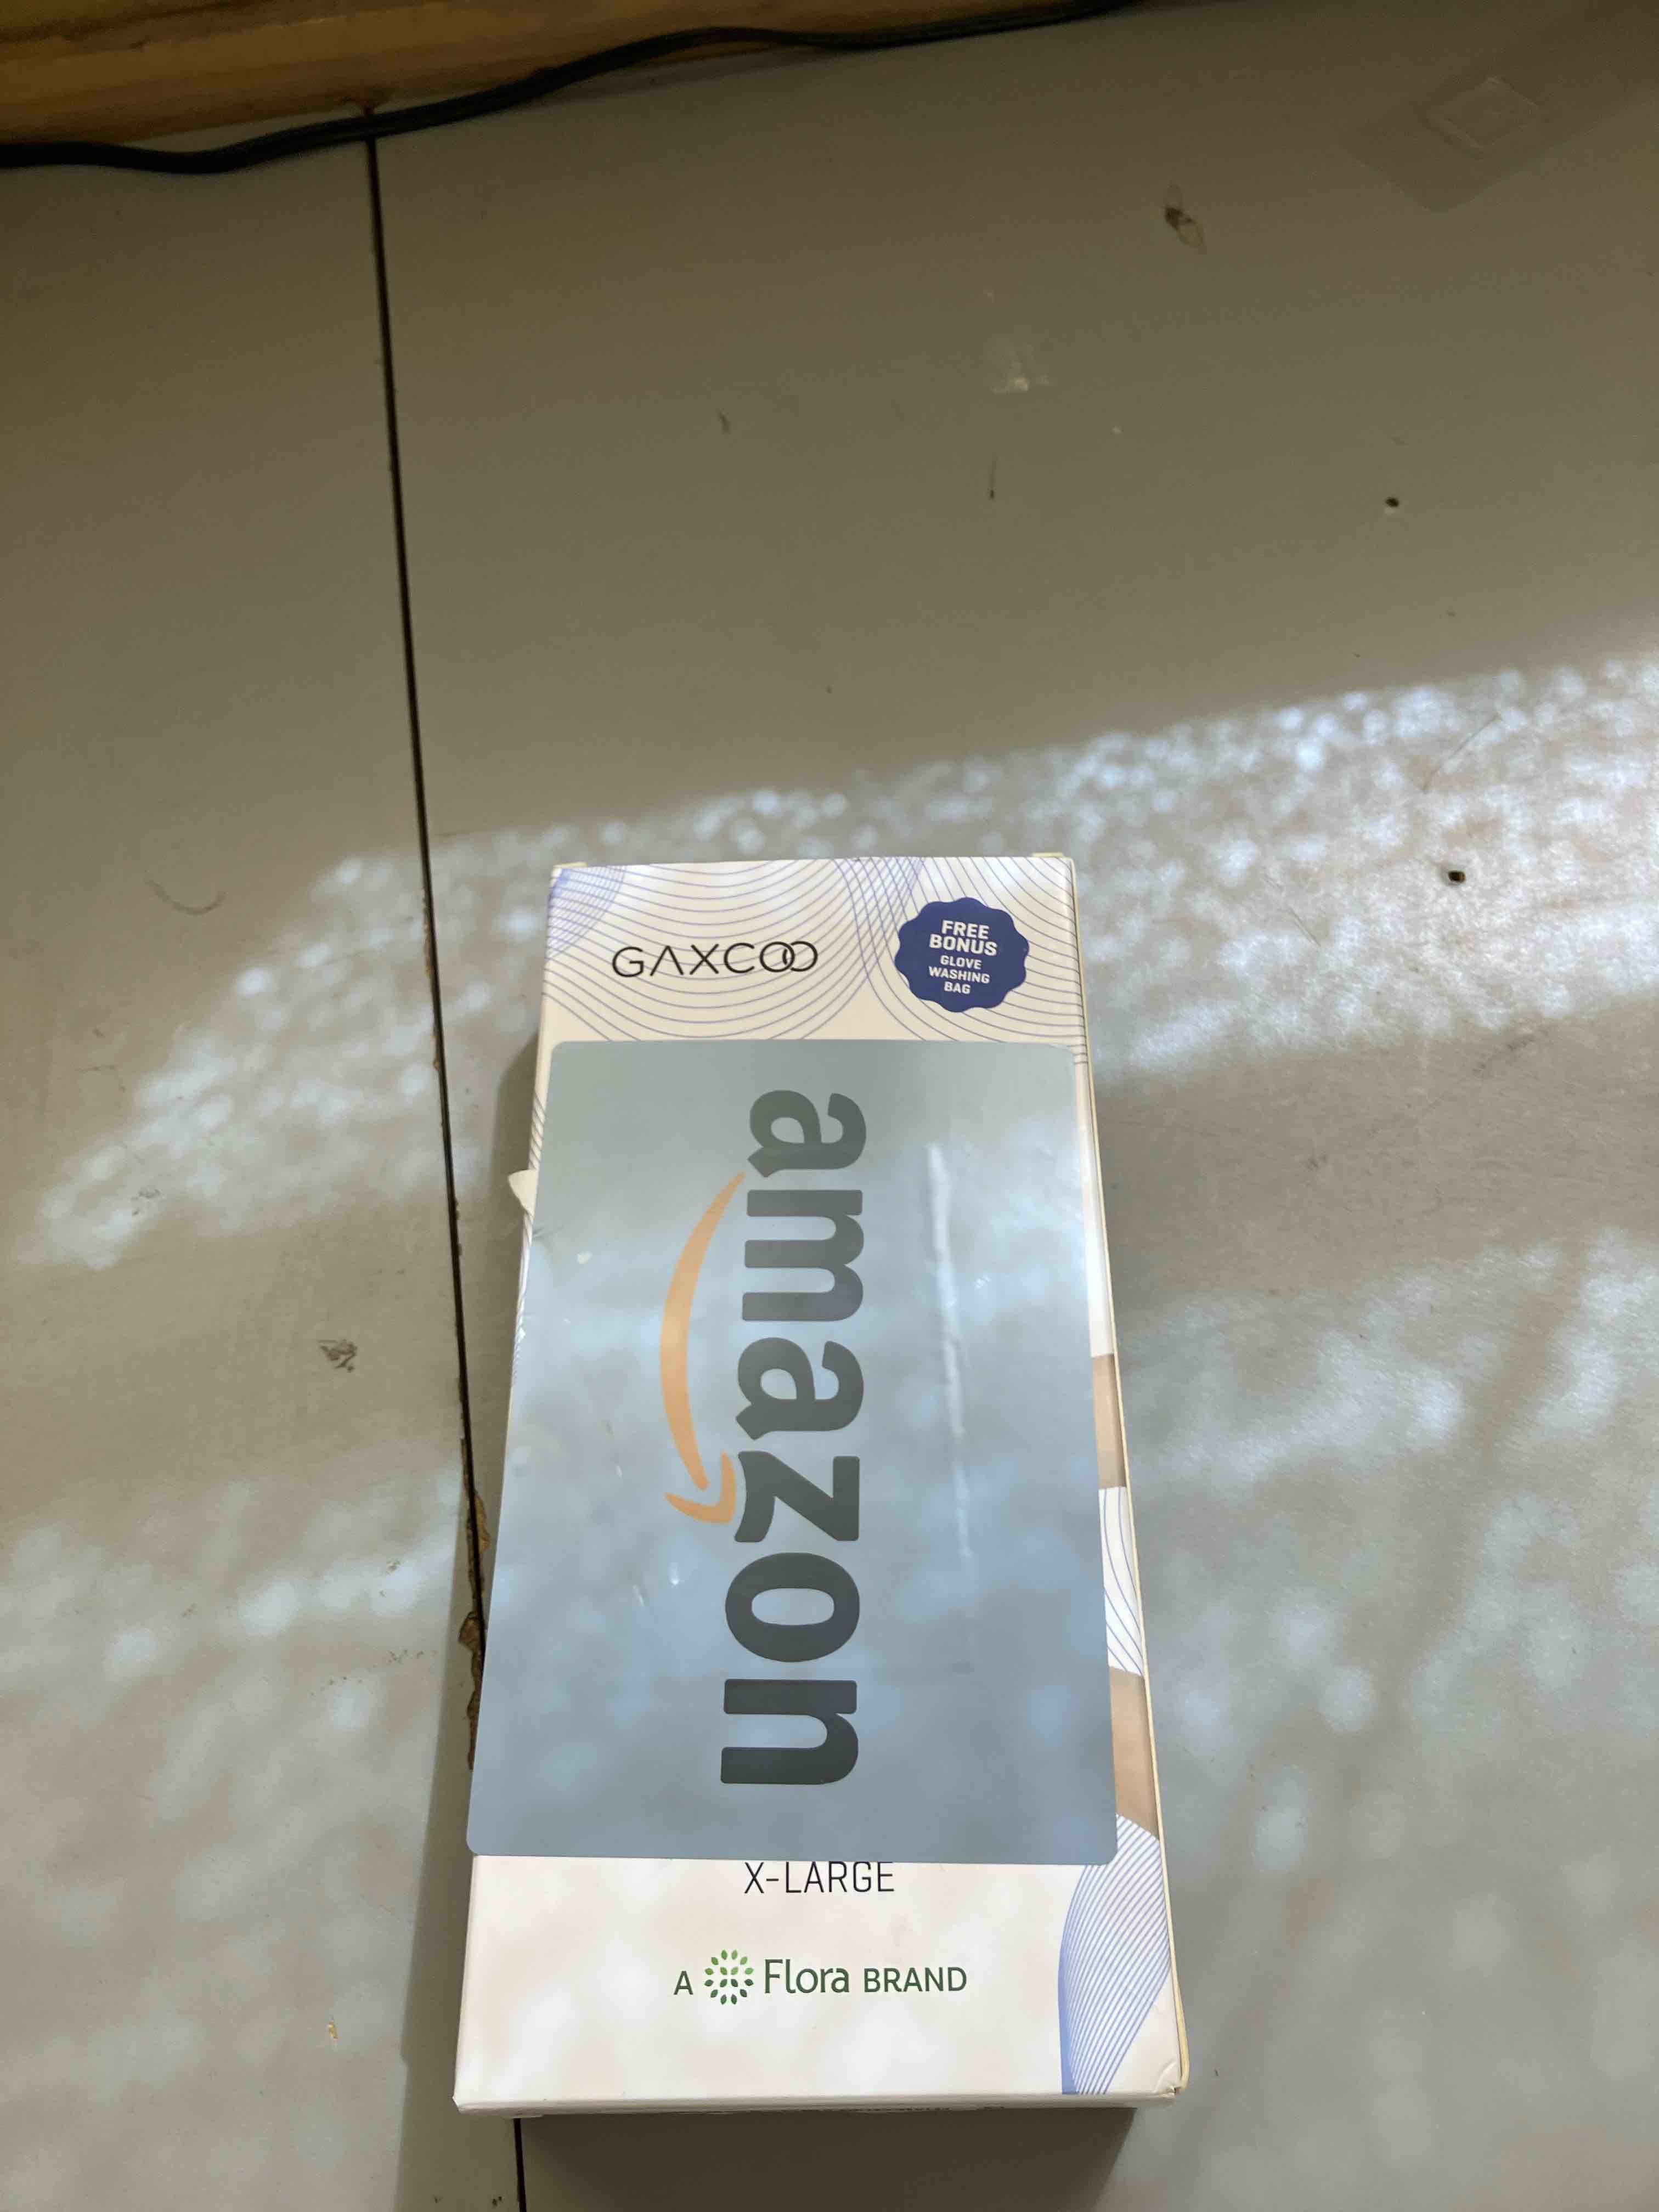 GAXCOO
FREE
BONUS
GLOVE
WASHING
BAG
amazon
X-LARGE
A Flora BRAND